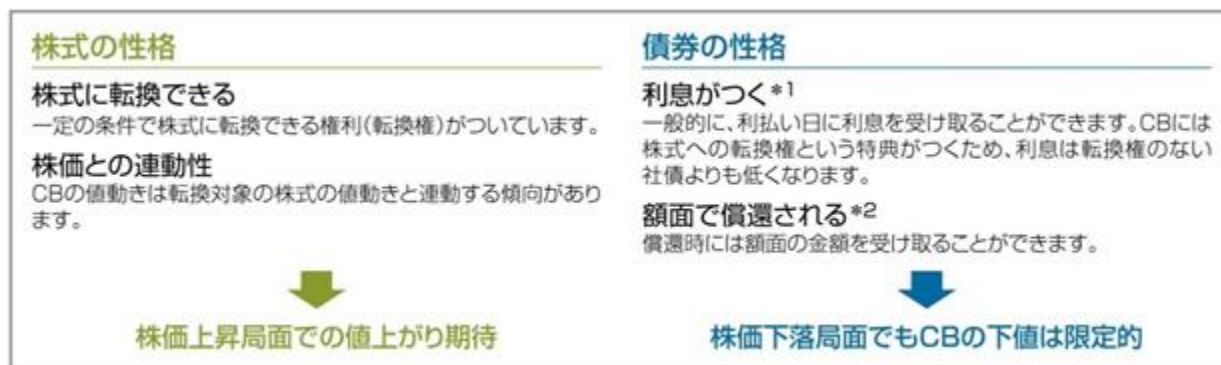 株式の性格
株式に転換できる
一定の条件で株式に転換できる権利(転換権)がついています。
株価との連動性
CBの値動きは転換対象の株式の値動きと連動する傾向があり
ます。
株価上昇局面での値上がり期待
債券の性格
利息がつく*1
一般的に、利払い日に利息を受け取ることができます。CBには
株式への転換権という特典がつくため、利息は転換権のない
社債よりも低くなります。
額面で償還される*2
償還時には額面の金額を受け取ることができます。
株価下落局面でもCBの下値は限定的